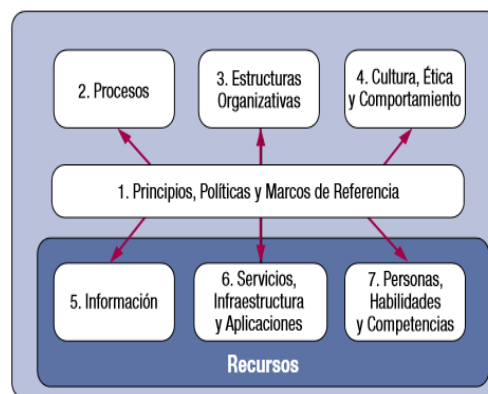 2. Procesos
3. Estructuras
Organizativas
4. Cultura, Ética
y Comportamiento
1. Principios, Políticas y Marcos de Referencia
5. Información
6. Servicios,
Infraestructura
y Aplicaciones
7. Personas,
Habilidades
y Competencias
Recursos